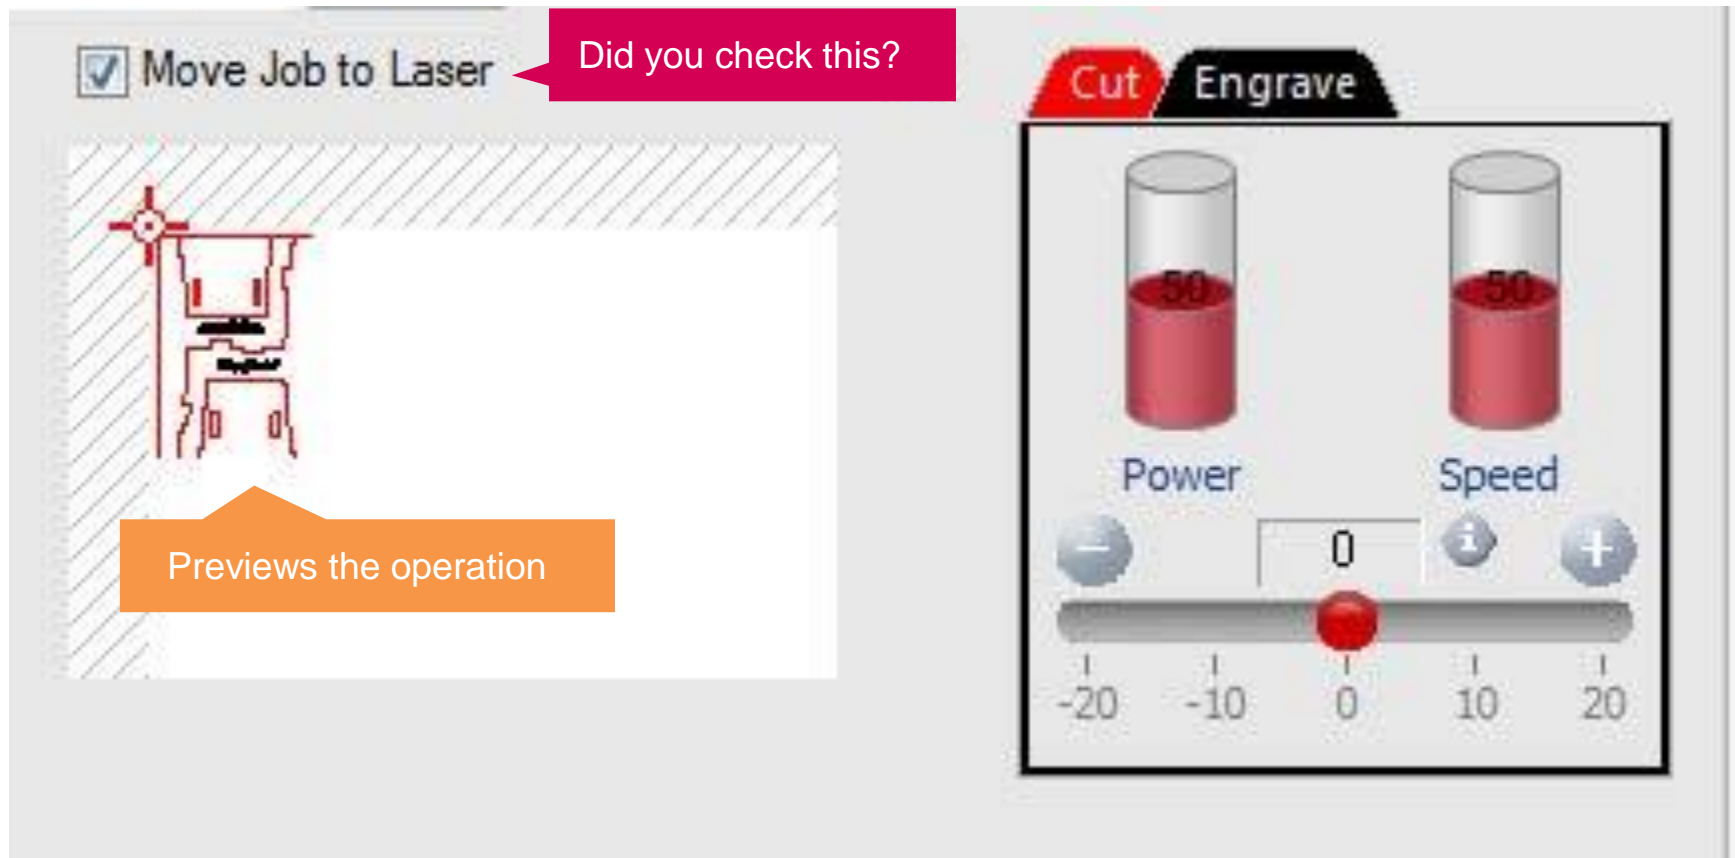 Move Job to Laser
Did you check this?
Cut
Engrave
50
50
Power
Speed
0
-20 -10 0 10 20
Previews the operation